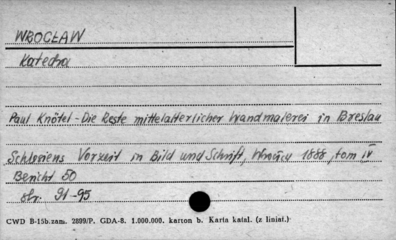 WROCŁAW
Katedra
Paul Knötel - Die Reste mittelalterlicher Wandmalerei in Breslau
Schlesiens Vorzeit in Bild und Schrift, 1888, tom IV
Bericht 50
str. 91-95
CWD B-15b.zam. 2899/P. GDA-8. 1.000.000. karton b. Karta katal. (z liniat.)